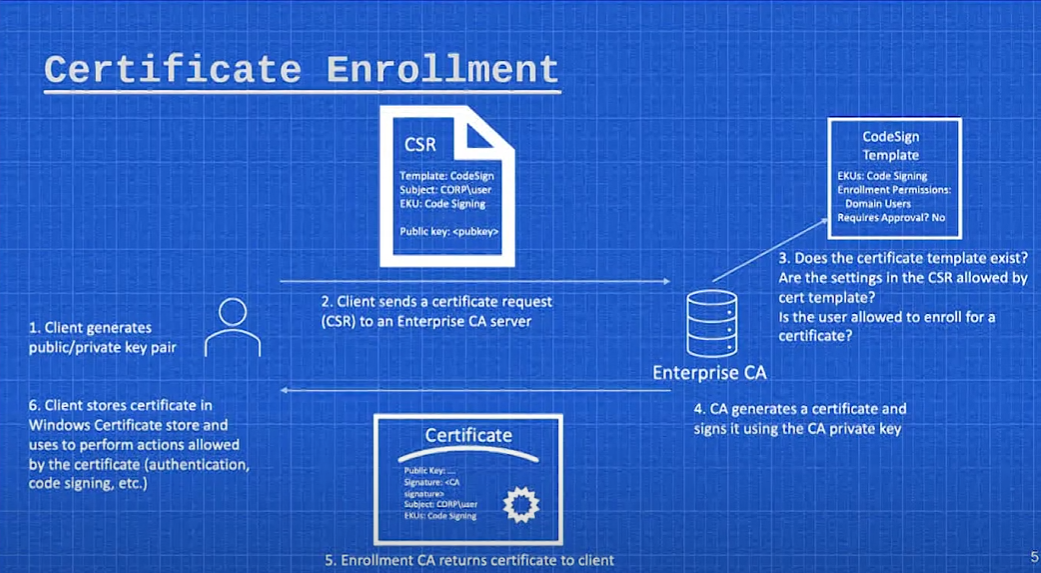 Certificate Enrollment
CSR
Template: CodeSign
Subject: CORP\user
EKU: Code Signing
Public key: <pubkey>
CodeSign
Template
EKUs: Code Signing
Enrollment Permissions:
Domain Users
Requires Approval? No
3. Does the certificate template exist?
Are the settings in the CSR allowed by
cert template?
Is the user allowed to enroll for a
certificate?
2. Client sends a certificate request
(CSR) to an Enterprise CA server
1. Client generates
public/private key pair
Enterprise CA
6. Client stores certificate in
Windows Certificate store and
uses to perform actions allowed
by the certificate (authentication,
code signing, etc.)
4. CA generates a certificate and
signs it using the CA private key
Certificate
Public Key: ....
Signature: <CA
signature>
Subject: CORP\user
EKUs: Code Signing
5. Enrollment CA returns certificate to client
5